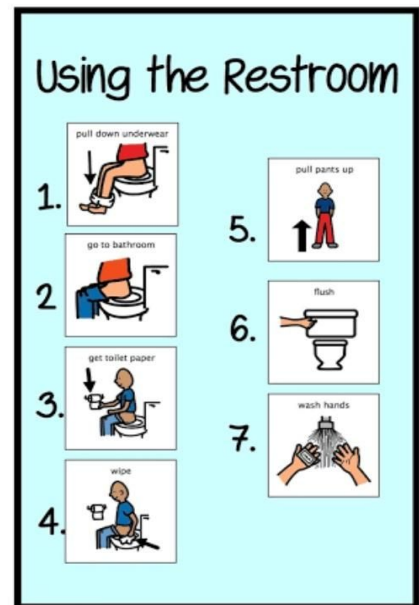 Using the Restroom
1.
pull down underwear
2
go to bathroom
3.
get toilet paper
4.
wipe
5.
pull pants up
6.
flush
7.
wash hands